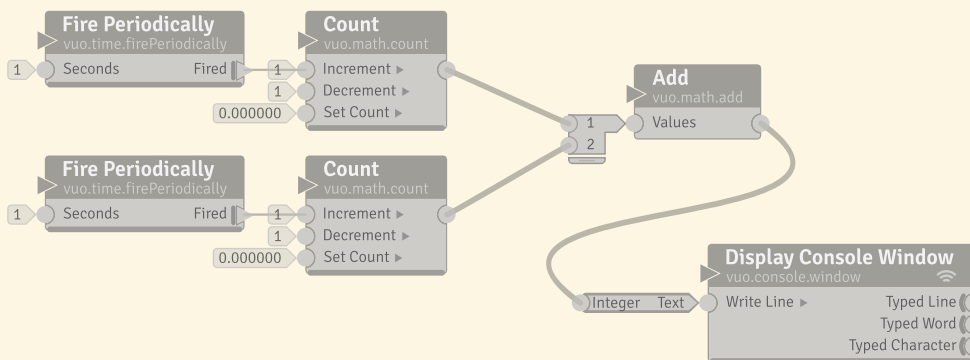 Fire Periodically
vuo.time.firePeriodically
1 Seconds Fired
Count
vuo.math.count
1 Increment
1 Decrement
0.000000 Set Count
Add
vuo.math.add
1 Values
2
Fire Periodically
vuo.time.firePeriodically
1 Seconds Fired
Count
vuo.math.count
1 Increment
1 Decrement
0.000000 Set Count
Display Console Window
vuo.console.window
Integer Text
Write Line Typed Line
Typed Word
Typed Character